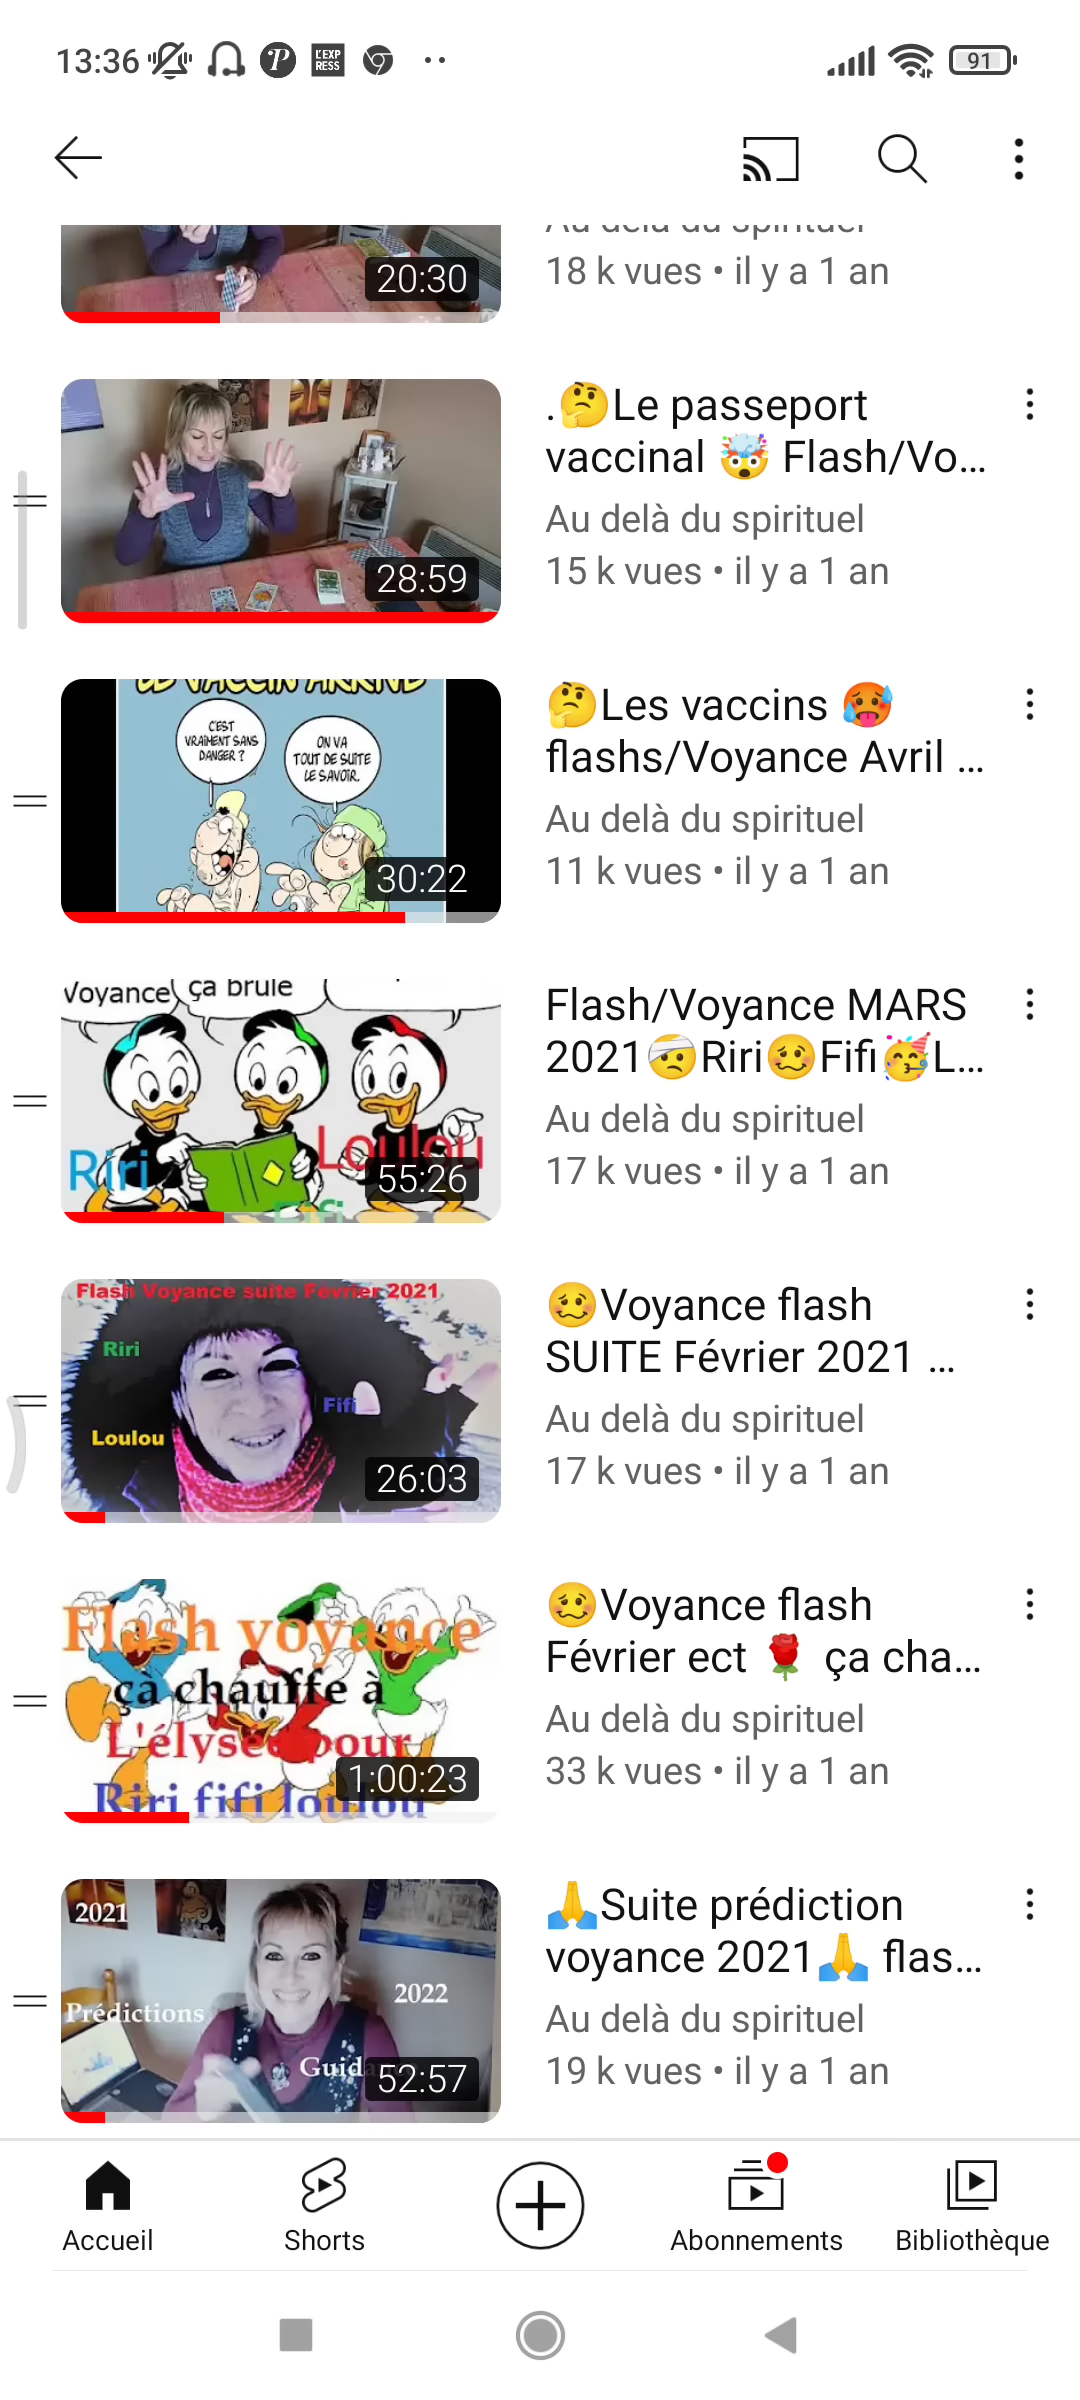 13:36
L'EXP
RESS
91
20:30
Au delà du spirituel
18 k vues • il y a 1 an
28:59
.🤔Le passeport
vaccinal 🤯 Flash/Vo...
Au delà du spirituel
15 k vues • il y a 1 an
LE VACCIN ARRIVE
C'EST
VRAIMENT SANS
DANGER ?
ON VA
TOUT DE SUITE
LE SAVOIR.
30:22
🤔Les vaccins 🥵
flashs/Voyance Avril ...
Au delà du spirituel
11 k vues • il y a 1 an
Voyance ça brule
Riri
Loulou
Fifi
55:26
Flash/Voyance MARS
2021🤕Riri🥴Fifi🥳L...
Au delà du spirituel
17 k vues • il y a 1 an
Flash Voyance suite Février 2021
Riri
Fifi
Loulou
26:03
🥴Voyance flash
SUITE Février 2021 ...
Au delà du spirituel
17 k vues • il y a 1 an
Flash voyance
ça chauffe à
L'élysée pour
Riri fifi loulou
1:00:23
🥴Voyance flash
Février ect 🌹 ça cha...
Au delà du spirituel
33 k vues • il y a 1 an
2021
2022
Prédictions
52:57
🙏Suite prédiction
voyance 2021🙏 flas...
Au delà du spirituel
19 k vues • il y a 1 an
Accueil
Shorts
Abonnements
Bibliothèque